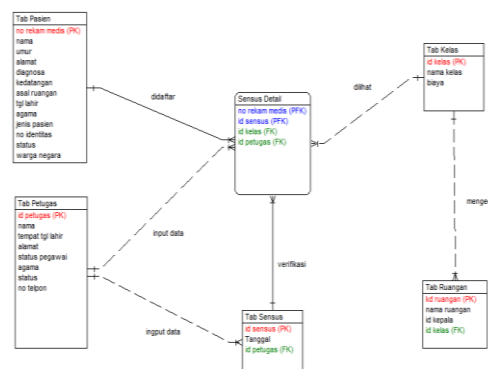 Tab Pasien
no rekam medis (PK)
nama
umur
alamat
diagnosa
kedatangan
asal ruangan
tgl lahir
agama
jenis pasien
no identitas
status
warga negara
didaftar
Sensus Detail
no rekam medis (PFK)
id sensus (PFK)
id kelas (FK)
id petugas (FK)
dilihat
Tab Kelas
id kelas (PK)
nama kelas
biaya
menge
Tab Petugas
id petugas (PK)
nama
tempat tgl lahir
alamat
status pegawai
agama
status
no telpon
input data
ingput data
verifikasi
Tab Sensus
id sensus (PK)
Tanggal
id petugas (FK)
Tab Ruangan
kd ruangan (PK)
nama ruangan
id kepala
id kelas (FK)